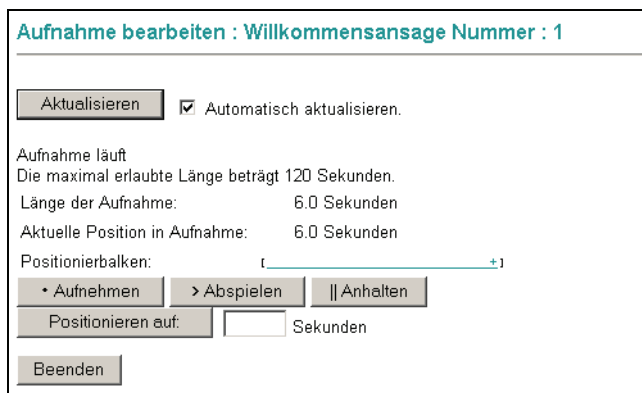 Aufnahme bearbeiten : Willkommensansage Nummer : 1
Aktualisieren Automatisch aktualisieren.
Aufnahme läuft
Die maximal erlaubte Länge beträgt 120 Sekunden.
Länge der Aufnahme: 6.0 Sekunden
Aktuelle Position in Aufnahme: 6.0 Sekunden
Positionierbalken: [ + ]
• Aufnehmen > Abspielen || Anhalten
Positionieren auf: Sekunden
Beenden